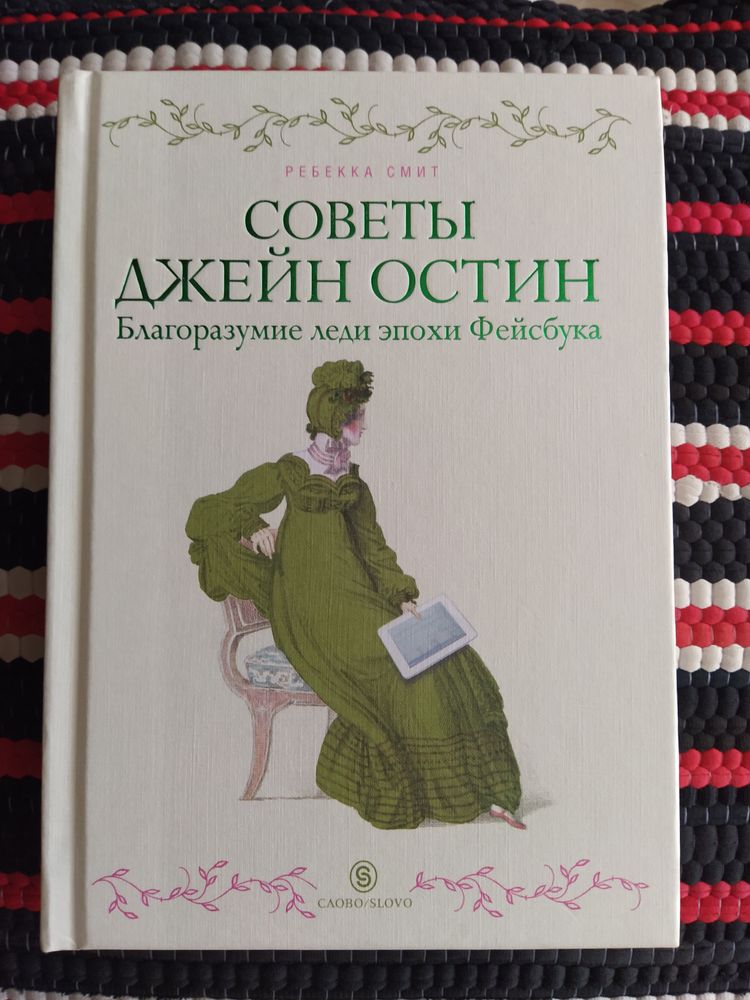 РЕБЕККА СМИТ
СОВЕТЫ
ДЖЕЙН ОСТИН
Благоразумие леди эпохи Фейсбука
S
СЛОВО/SLOVO